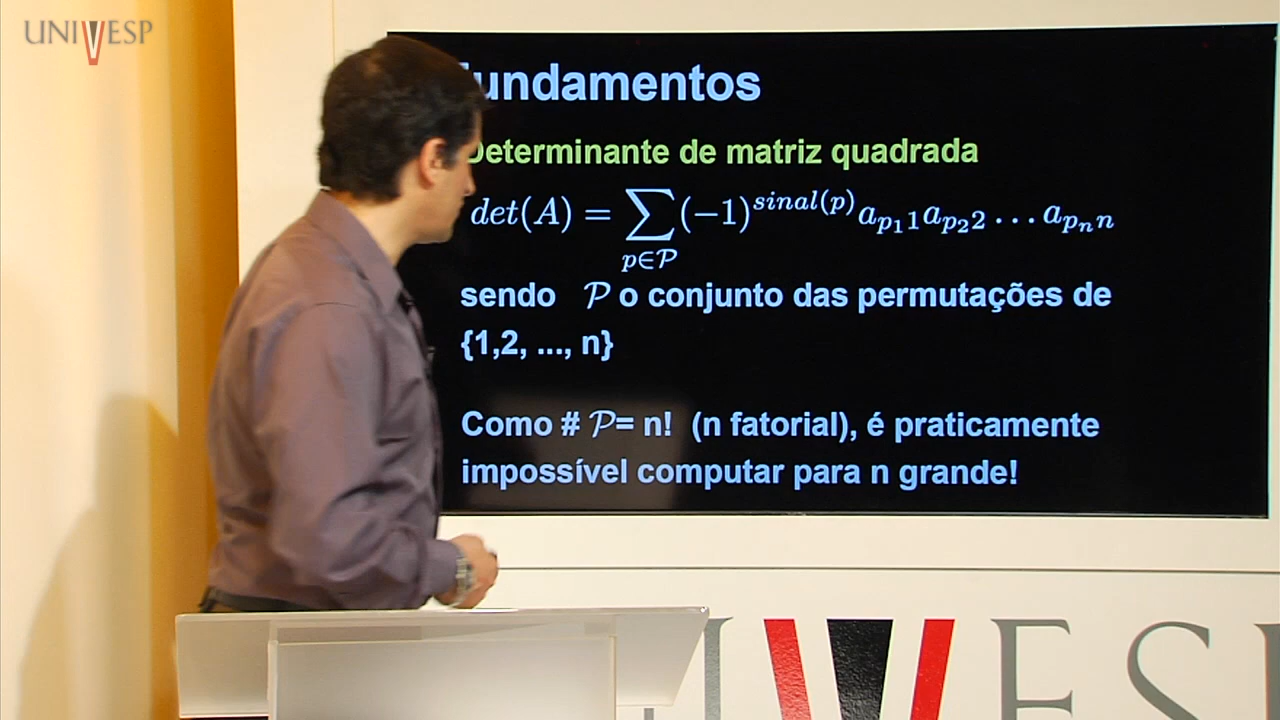 UNIVESP
fundamentos
Determinante de matriz quadrada
det(A) = ∑_{p∈𝒫} (−1)^{sinal(p)} a_{p₁1} a_{p₂2} … a_{pₙn}
sendo 𝒫 o conjunto das permutações de
{1,2, ..., n}
Como # 𝒫 = n! (n fatorial), é praticamente
impossível computar para n grande!